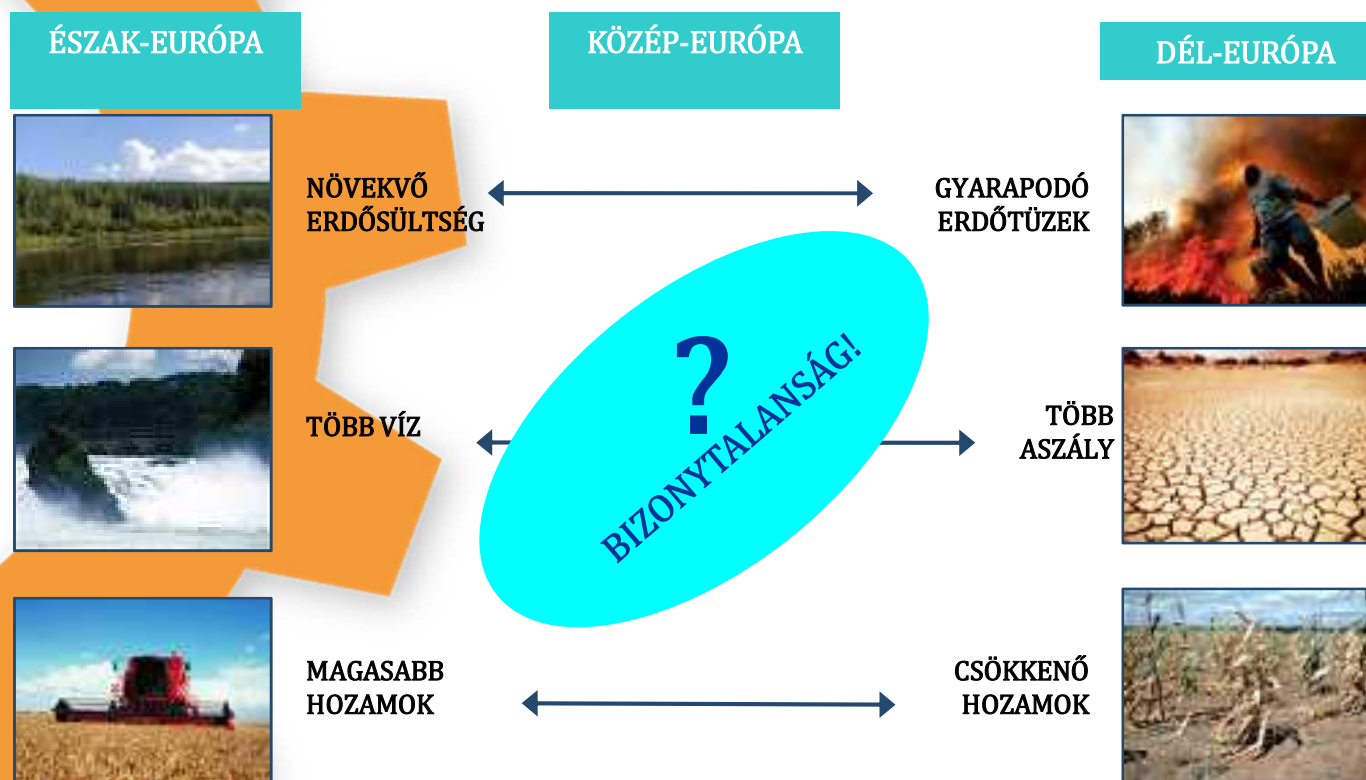 ÉSZAK-EURÓPA
KÖZÉP-EURÓPA
DÉL-EURÓPA
NÖVEKVŐ
ERDŐSÜLTSÉG
GYARAPODÓ
ERDŐTÜZEK
?
BIZONYTALANSÁG!
TÖBB VÍZ
TÖBB
ASZÁLY
MAGASABB
HOZAMOK
CSÖKKENŐ
HOZAMOK